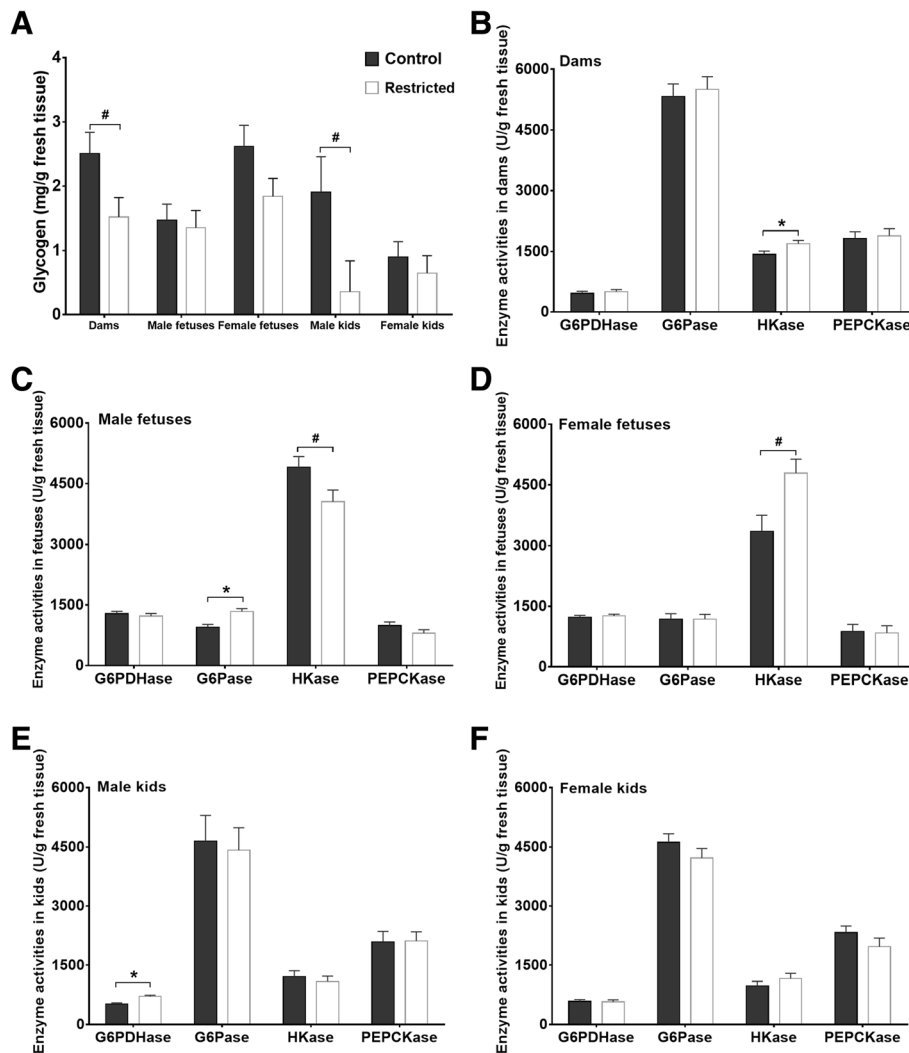 A
Glycogen (mg/g fresh tissue)
4
3
2
1
0
Control
Restricted
#
#
Dams
Male fetuses
Female fetuses
Male kids
Female kids
B
Dams
Enzyme activities in dams (U/g fresh tissue)
6000
4500
3000
1500
0
*
G6PDHase
G6Pase
HKase
PEPCKase
C
Male fetuses
Enzyme activities in fetuses (U/g fresh tissue)
6000
4500
3000
1500
0
*
#
G6PDHase
G6Pase
HKase
PEPCKase
D
Female fetuses
Enzyme activities in fetuses (U/g fresh tissue)
6000
4500
3000
1500
0
#
G6PDHase
G6Pase
HKase
PEPCKase
E
Male kids
Enzyme activities in kids (U/g fresh tissue)
6000
4500
3000
1500
0
*
G6PDHase
G6Pase
HKase
PEPCKase
F
Female kids
Enzyme activities in kids (U/g fresh tissue)
6000
4500
3000
1500
0
G6PDHase
G6Pase
HKase
PEPCKase